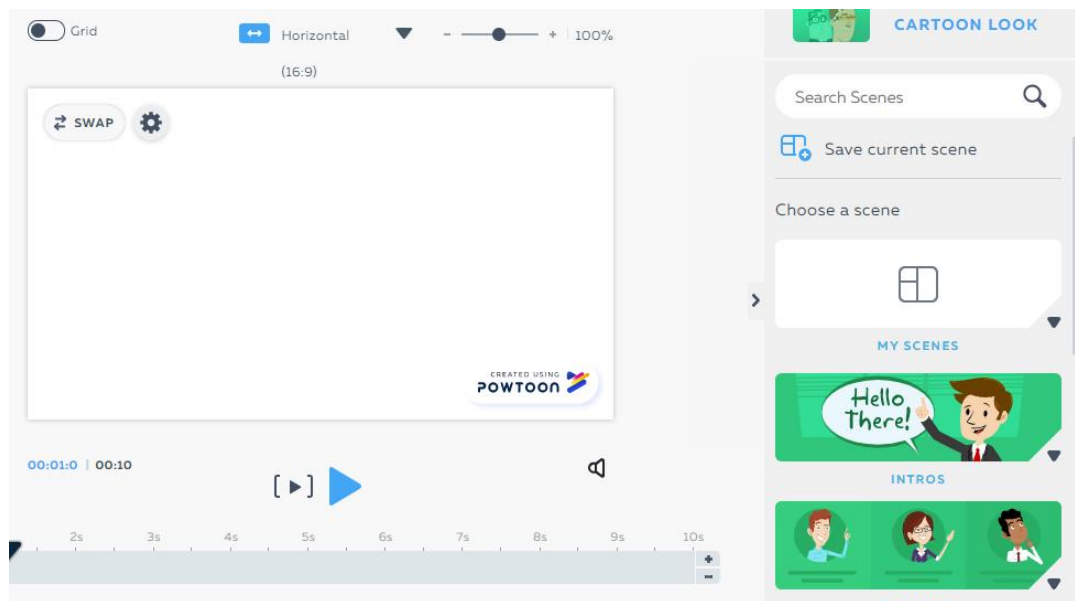 Grid
Horizontal
- + 100%
(16:9)
SWAP
CREATED USING
POWTOON
00:01:0 | 00:10
[ ]
2s 3s 4s 5s 6s 7s 8s 9s 10s
+
-
CARTOON LOOK
Search Scenes
Save current scene
Choose a scene
MY SCENES
Hello
There!
INTROS